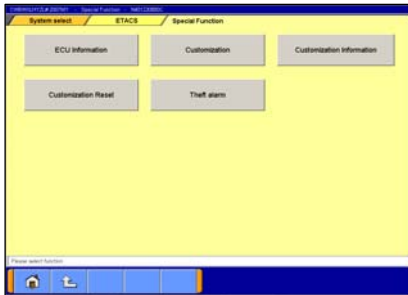 System select
ETACS
Special Function
ECU Information
Customization
Customization Information
Customization Reset
Theft alarm
Please select function